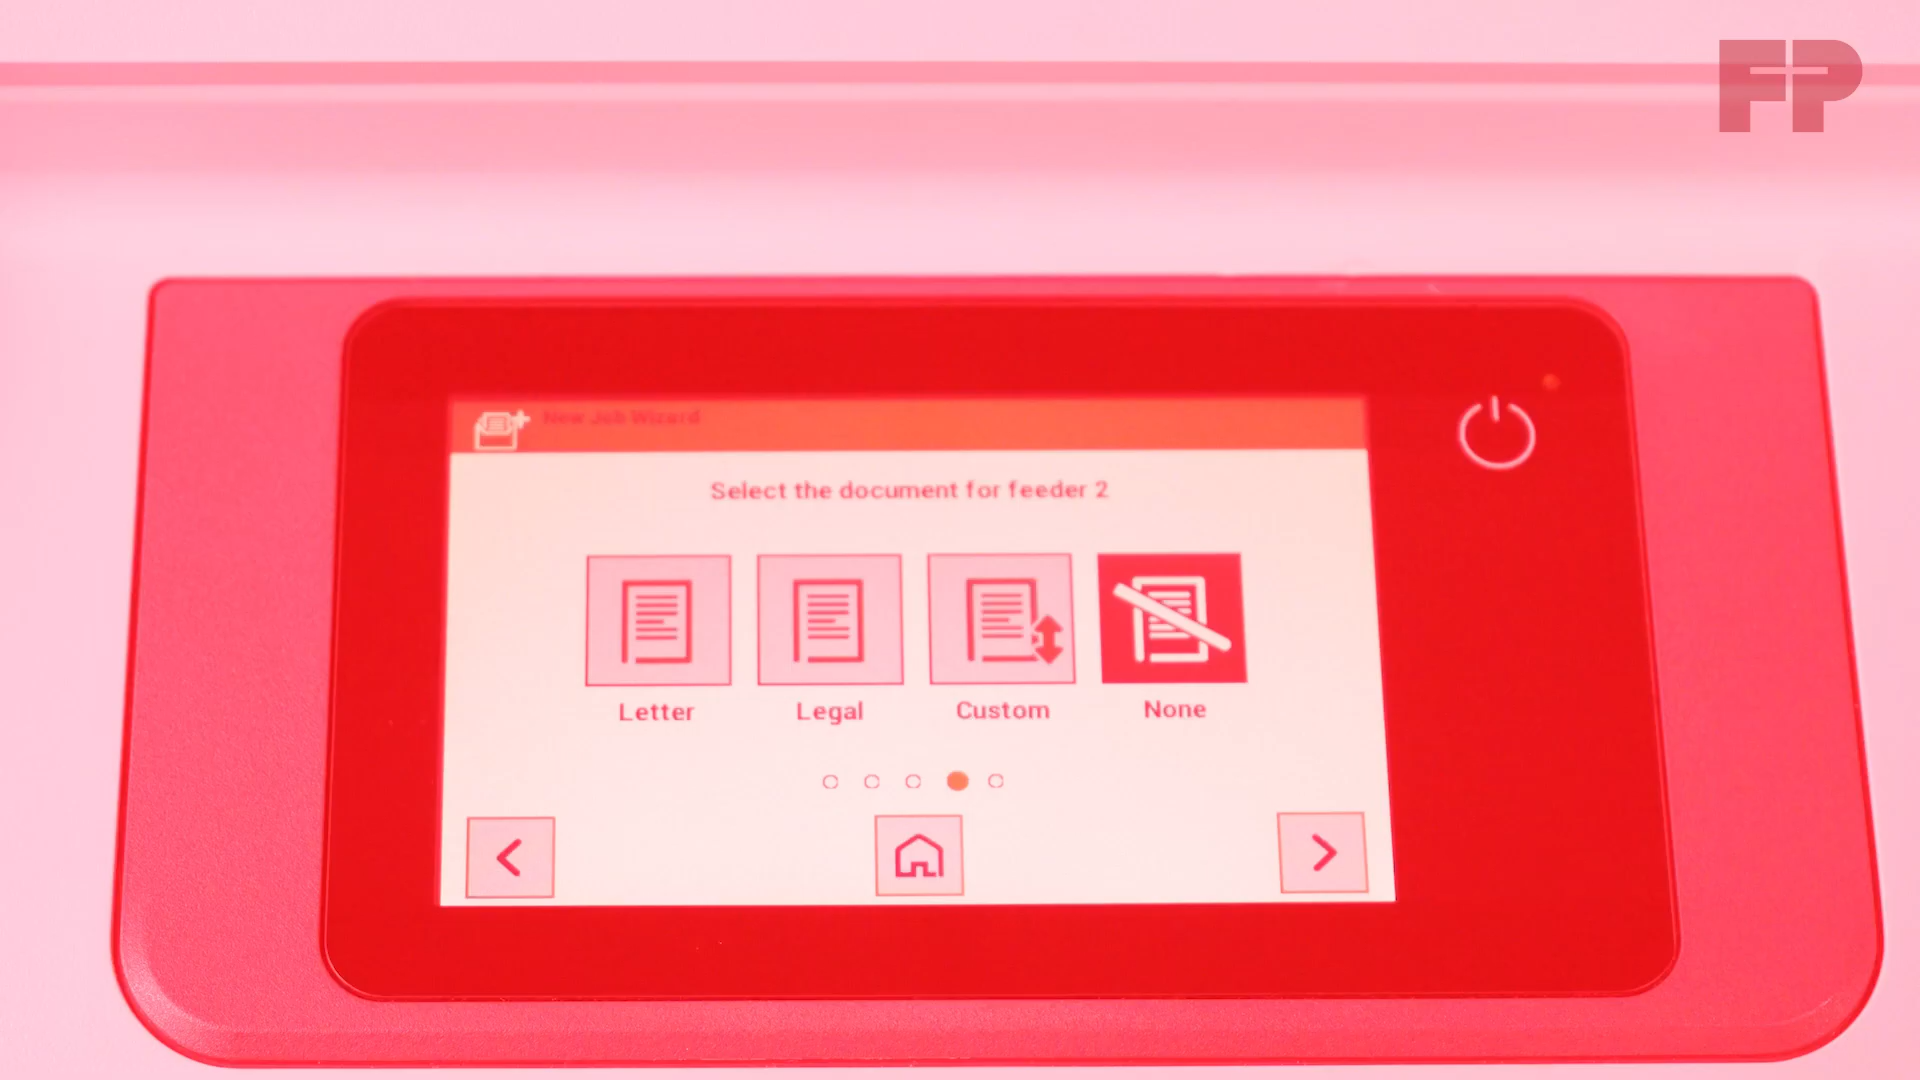 FP
New Job Wizard
Select the document for feeder 2
Letter Legal Custom None